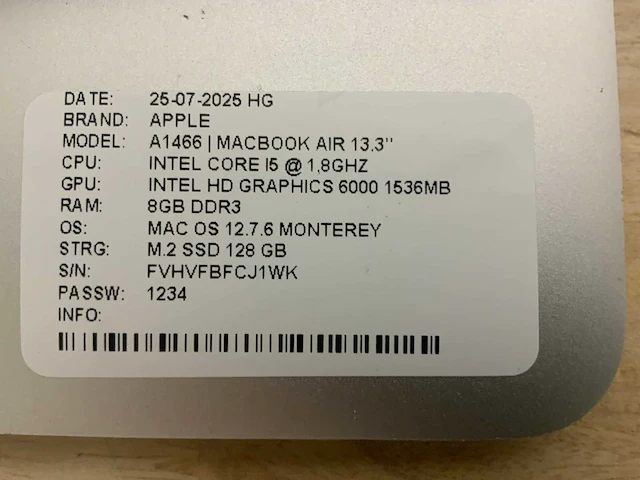 DATE: 25-07-2025 HG
BRAND: APPLE
MODEL: A1466 | MACBOOK AIR 13.3"
CPU: INTEL CORE I5 @ 1,8GHZ
GPU: INTEL HD GRAPHICS 6000 1536MB
RAM: 8GB DDR3
OS: MAC OS 12.7.6 MONTEREY
STRG: M.2 SSD 128 GB
S/N: FVHVFBFCJ1WK
PASSW: 1234
INFO: